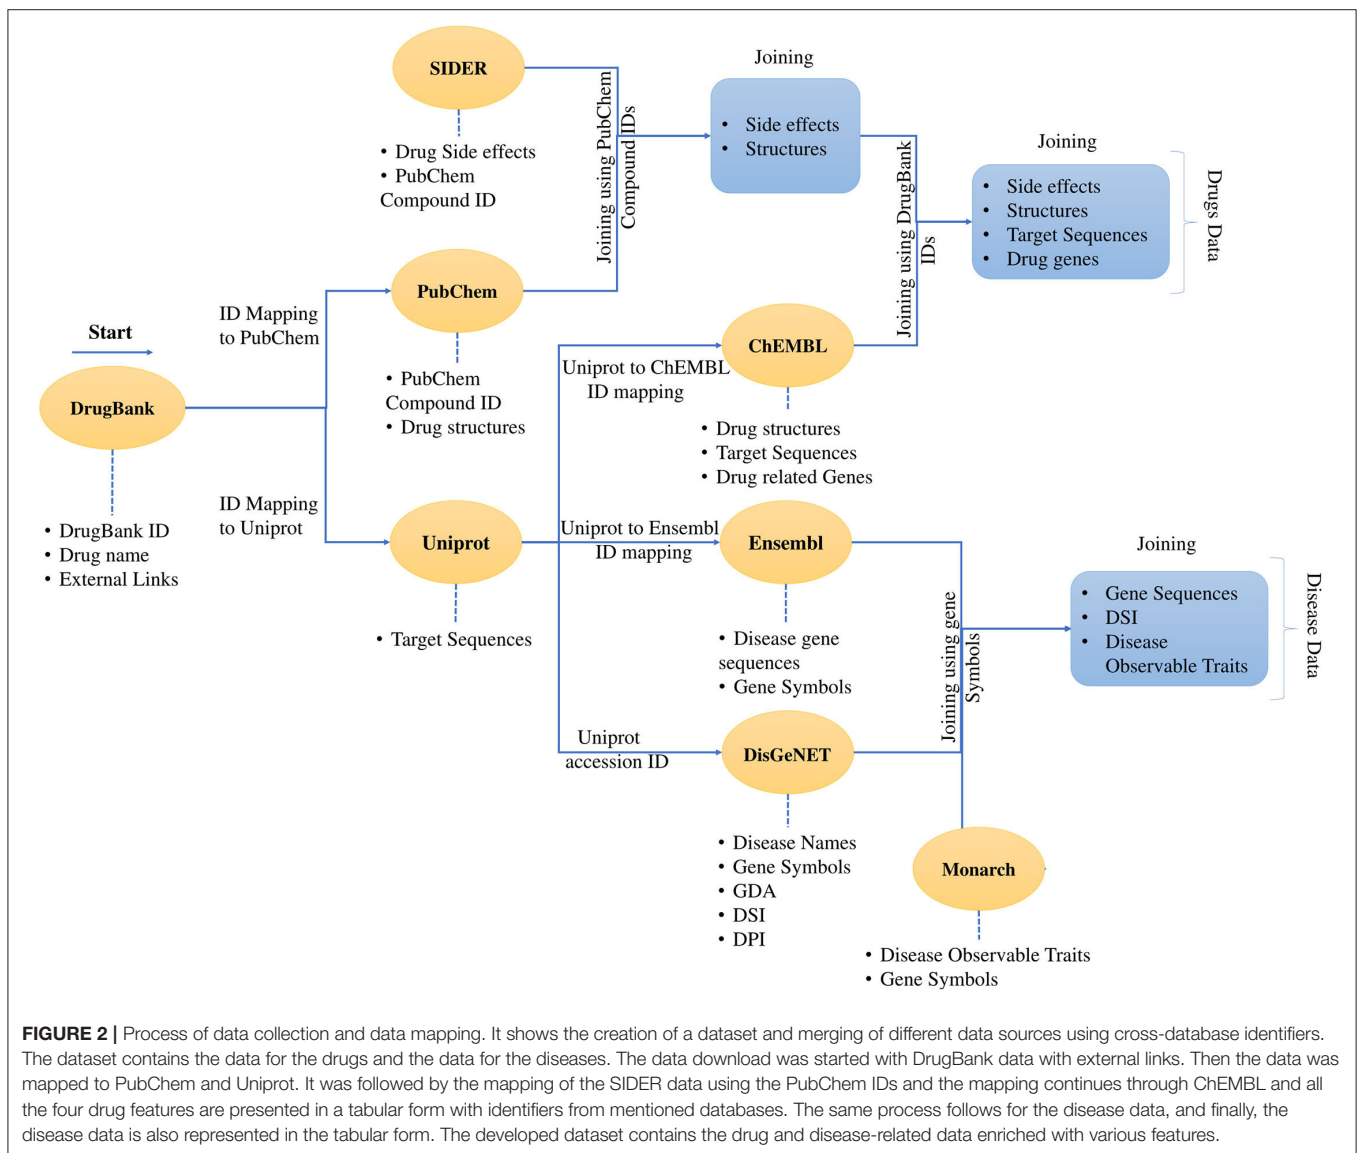 SIDER
• Drug Side effects
• PubChem
Compound ID
Joining using PubChem
Compound IDs
Joining
• Side effects
• Structures
Joining using DrugBank
IDs
Joining
• Side effects
• Structures
• Target Sequences
• Drug genes
Drugs Data
PubChem
• PubChem
Compound ID
• Drug structures
ID Mapping
to PubChem
Start
DrugBank
• DrugBank ID
• Drug name
• External Links
ID Mapping
to Uniprot
Uniprot
• Target Sequences
Uniprot to ChEMBL
ID mapping
ChEMBL
• Drug structures
• Target Sequences
• Drug related Genes
Uniprot to Ensembl
ID mapping
Ensembl
• Disease gene
sequences
• Gene Symbols
Uniprot
accession ID
DisGeNET
• Disease Names
• Gene Symbols
• GDA
• DSI
• DPI
Joining using gene
Symbols
Monarch
• Disease Observable Traits
• Gene Symbols
Joining
• Gene Sequences
• DSI
• Disease
Observable Traits
Disease Data
FIGURE 2 | Process of data collection and data mapping. It shows the creation of a dataset and merging of different data sources using cross-database identifiers.
The dataset contains the data for the drugs and the data for the diseases. The data download was started with DrugBank data with external links. Then the data was
mapped to PubChem and Uniprot. It was followed by the mapping of the SIDER data using the PubChem IDs and the mapping continues through ChEMBL and all
the four drug features are presented in a tabular form with identifiers from mentioned databases. The same process follows for the disease data, and finally, the
disease data is also represented in the tabular form. The developed dataset contains the drug and disease-related data enriched with various features.